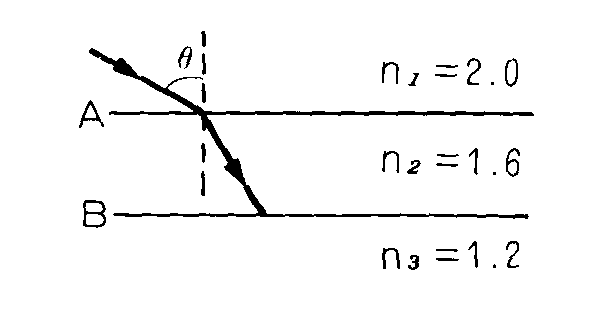 θ
n₁ = 2.0
A
n₂ = 1.6
B
n₃ = 1.2